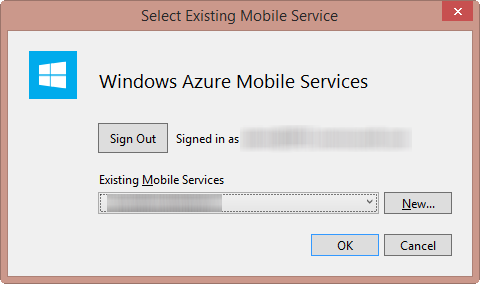 Select Existing Mobile Service
Windows Azure Mobile Services
Sign Out Signed in as
Existing Mobile Services
New...
OK Cancel